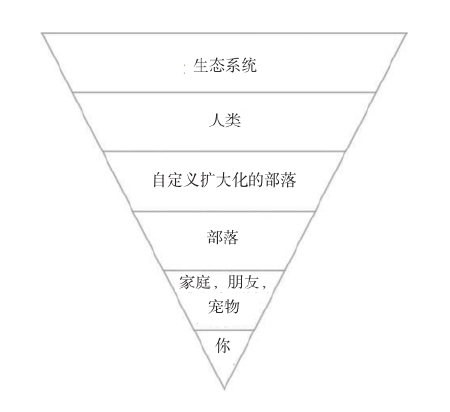 生态系统
人类
自定义扩大化的部落
部落
家庭，朋友，
宠物
你